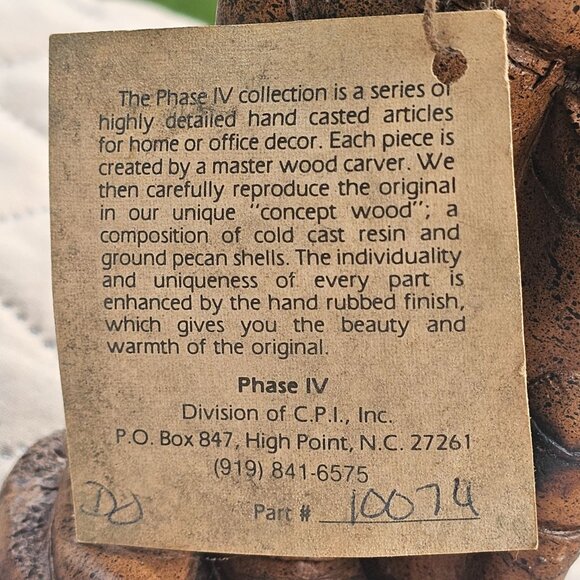 The Phase IV collection is a series of
highly detailed hand casted articles
for home or office decor. Each piece is
created by a master wood carver. We
then carefully reproduce the original
in our unique "concept wood"; a
composition of cold cast resin and
ground pecan shells. The individuality
and uniqueness of every part is
enhanced by the hand rubbed finish,
which gives you the beauty and
warmth of the original.
Phase IV
Division of C.P.I., Inc.
P.O. Box 847, High Point, N.C. 27261
(919) 841-6575
Part # 10074